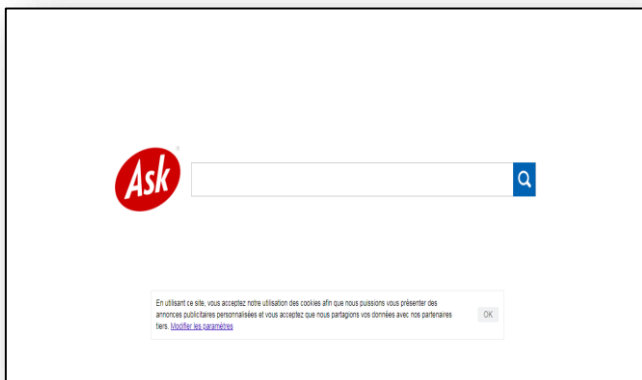 Ask
En utilisant ce site, vous acceptez notre utilisation des cookies afin que nous puissions vous présenter des
annonces publicitaires personnalisées et vous acceptez que nous partagions vos données avec nos partenaires
tiers. Modifier les paramètres
OK